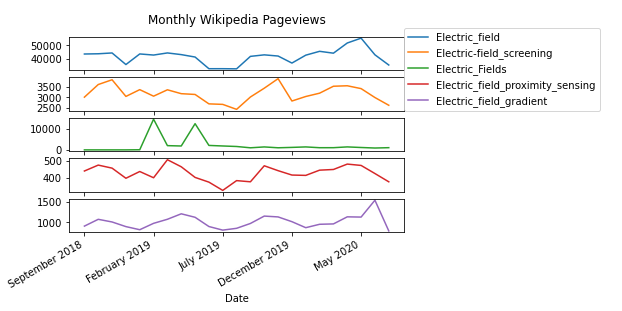 Monthly Wikipedia Pageviews
Electric_field
Electric-field_screening
Electric_Fields
Electric_field_proximity_sensing
Electric_field_gradient
50000
40000
3500
3000
2500
10000
0
500
400
1500
1000
September 2018
February 2019
July 2019
December 2019
May 2020
Date